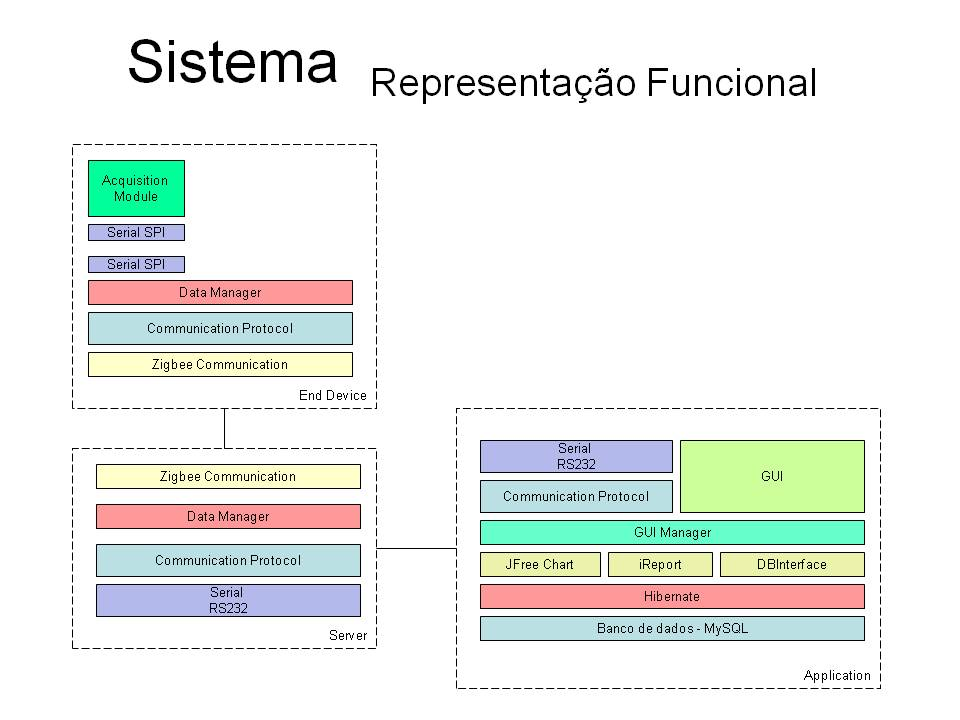 Sistema Representação Funcional
Acquisition
Module
Serial SPI
Serial SPI
Data Manager
Communication Protocol
Zigbee Communication
End Device
Zigbee Communication
Data Manager
Communication Protocol
Serial
RS232
Server
Serial
RS232
GUI
Communication Protocol
GUI Manager
JFree Chart
iReport
DBInterface
Hibernate
Banco de dados - MySQL
Application